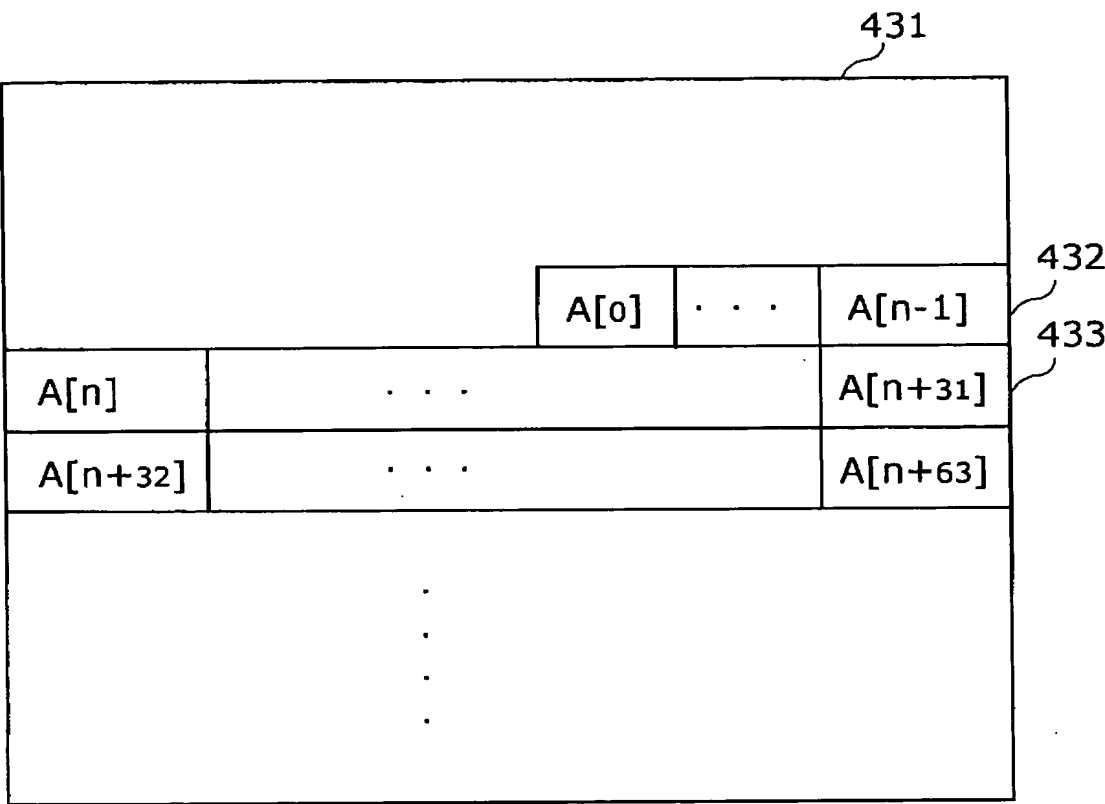 431
432
A[0] · · · A[n-1]
433
A[n] · · · A[n+31]
A[n+32] · · · A[n+63]